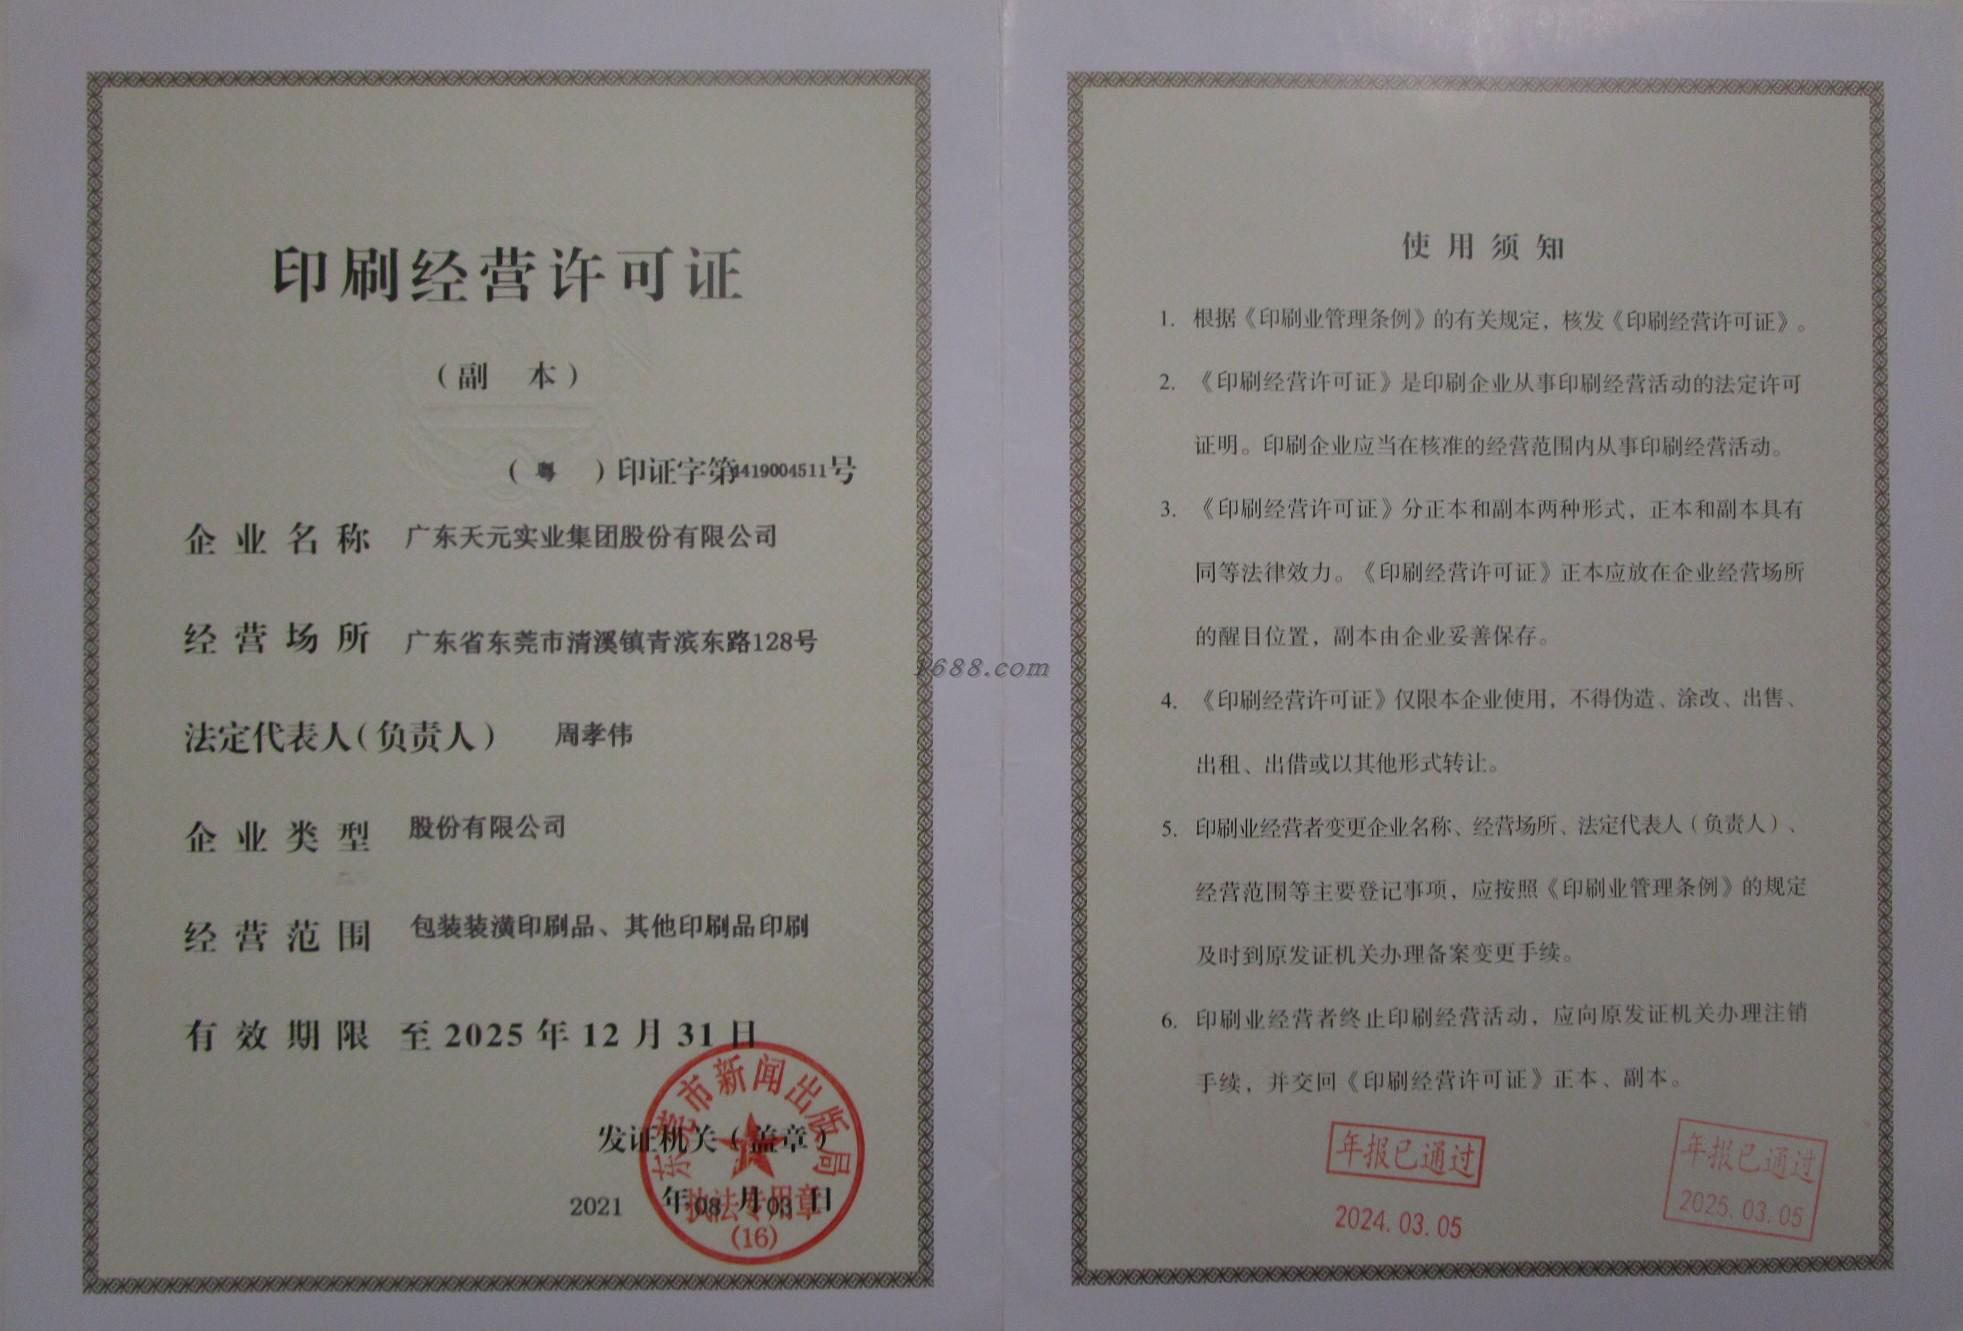 印刷经营许可证
（副 本）
（ 粤 ）印证字第4419004511号
企业名称 广东天元实业集团股份有限公司
经营场所 广东省东莞市清溪镇青滨东路128号
法定代表人（负责人） 周孝伟
企业类型 股份有限公司
经营范围 包装装潢印刷品、其他印刷品印刷
有效期限 至2025年12月31日
发证机关（盖章）
2021 年08月03日
东莞市新闻出版局
执法专用章
(16)
1688.com
使用须知
1. 根据《印刷业管理条例》的有关规定，核发《印刷经营许可证》。
2. 《印刷经营许可证》是印刷企业从事印刷经营活动的法定许可
证明。印刷企业应当在核准的经营范围内从事印刷经营活动。
3. 《印刷经营许可证》分正本和副本两种形式，正本和副本具有
同等法律效力。《印刷经营许可证》正本应放在企业经营场所
的醒目位置，副本由企业妥善保存。
4. 《印刷经营许可证》仅限本企业使用，不得伪造、涂改、出售、
出租、出借或以其他形式转让。
5. 印刷业经营者变更企业名称、经营场所、法定代表人（负责人）、
经营范围等主要登记事项，应按照《印刷业管理条例》的规定
及时到原发证机关办理备案变更手续。
6. 印刷业经营者终止印刷经营活动，应向原发证机关办理注销
手续，并交回《印刷经营许可证》正本、副本。
年报已通过
2024.03.05
年报已通过
2025.03.05